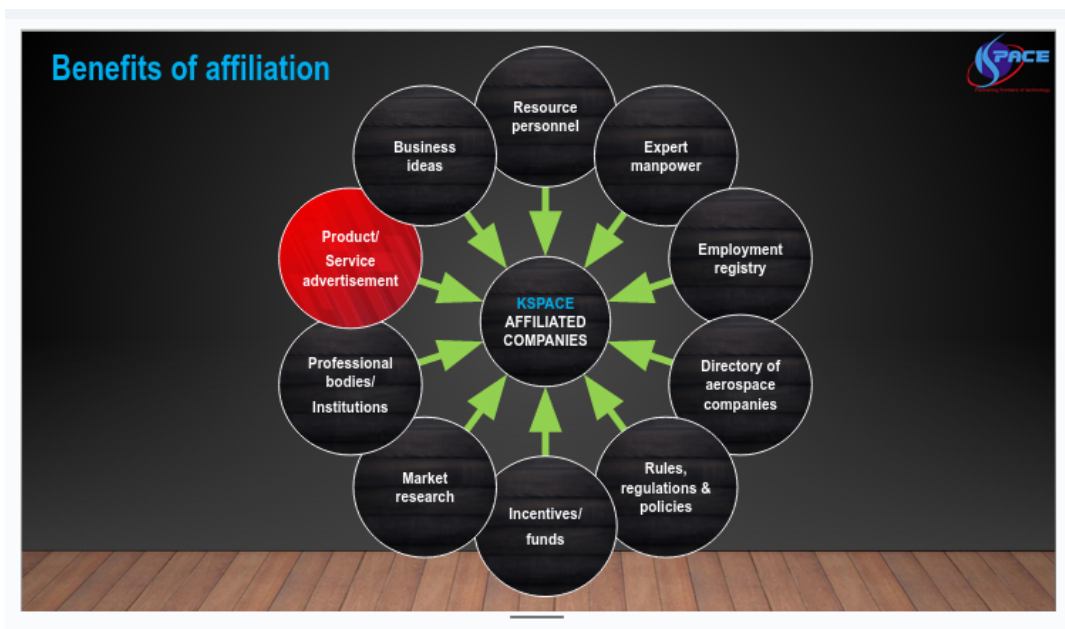 Benefits of affiliation
KSPACE
Resource
personnel
Expert
manpower
Employment
registry
Directory of
aerospace
companies
Rules,
regulations &
policies
Incentives/
funds
Market
research
Professional
bodies/
Institutions
Product/
Service
advertisement
Business
ideas
KSPACE
AFFILIATED
COMPANIES